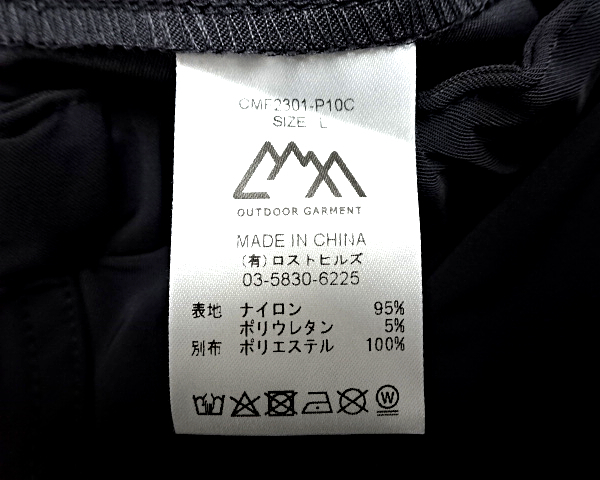 CMF2301-P10C
SIZE L
OUTDOOR GARMENT
MADE IN CHINA
(有)ロストヒルズ
03-5830-6225
表地 ナイロン 95%
ポリウレタン 5%
別布 ポリエステル 100%
W